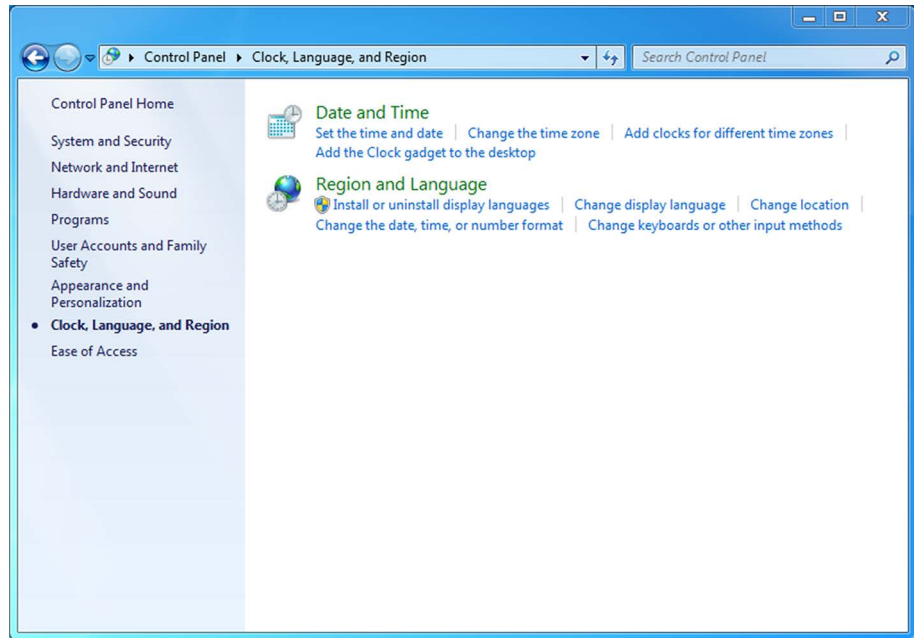 Control Panel Clock, Language, and Region
Search Control Panel
Control Panel Home
System and Security
Network and Internet
Hardware and Sound
Programs
User Accounts and Family
Safety
Appearance and
Personalization
Clock, Language, and Region
Ease of Access
Date and Time
Set the time and date Change the time zone Add clocks for different time zones
Add the Clock gadget to the desktop
Region and Language
Install or uninstall display languages Change display language Change location
Change the date, time, or number format Change keyboards or other input methods